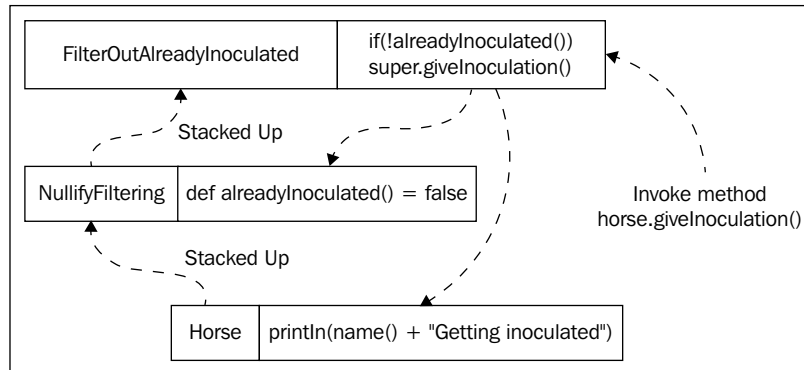 FilterOutAlreadyInoculated
if(!alreadyInoculated())
super.giveInoculation()
Stacked Up
NullifyFiltering
def alreadyInoculated() = false
Invoke method
horse.giveInoculation()
Stacked Up
Horse
println(name() + "Getting inoculated")